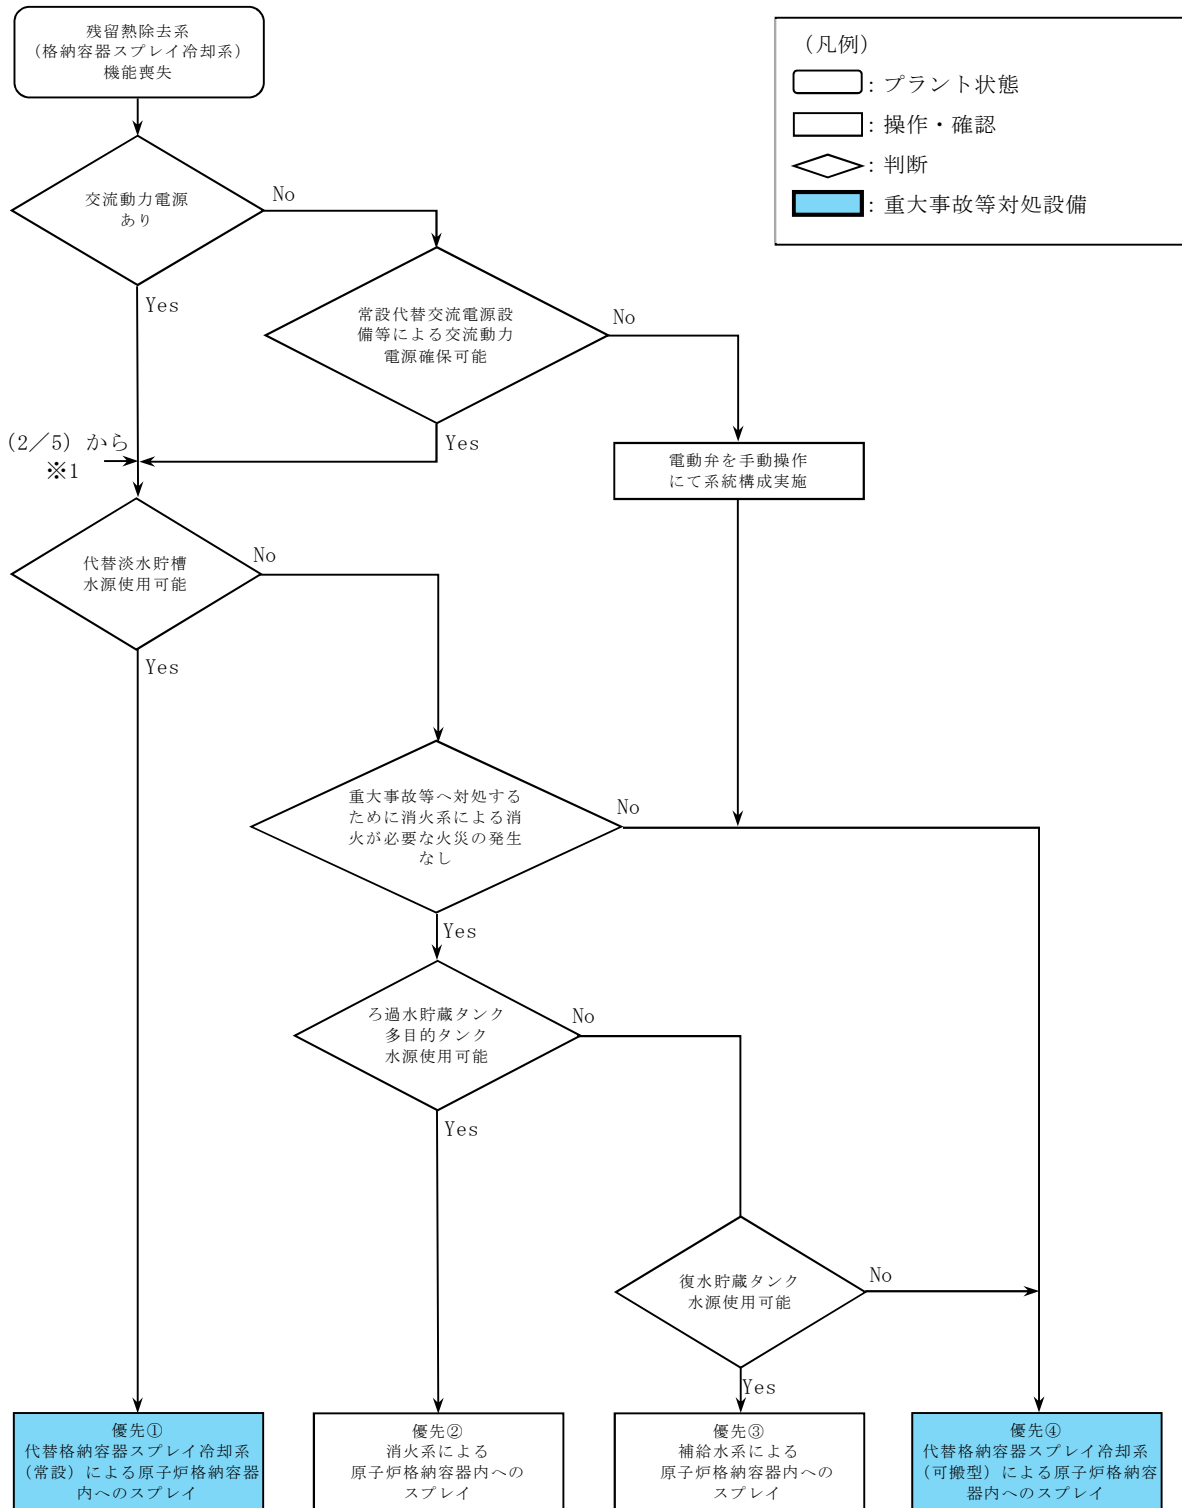 残留熱除去系
(格納容器スプレイ冷却系)
機能喪失
(凡例)
：プラント状態
：操作・確認
：判断
：重大事故等対処設備
交流動力電源
あり
No
Yes
常設代替交流電源設
備等による交流動力
電源確保可能
No
Yes
(2／5) から
※1
電動弁を手動操作
にて系統構成実施
代替淡水貯槽
水源使用可能
No
Yes
重大事故等へ対処する
ために消火系による消
火が必要な火災の発生
なし
No
Yes
ろ過水貯蔵タンク
多目的タンク
水源使用可能
No
Yes
復水貯蔵タンク
水源使用可能
No
Yes
優先①
代替格納容器スプレイ冷却系
(常設) による原子炉格納容器
内へのスプレイ
優先②
消火系による
原子炉格納容器内への
スプレイ
優先③
補給水系による
原子炉格納容器内への
スプレイ
優先④
代替格納容器スプレイ冷却系
(可搬型) による原子炉格納容
器内へのスプレイ